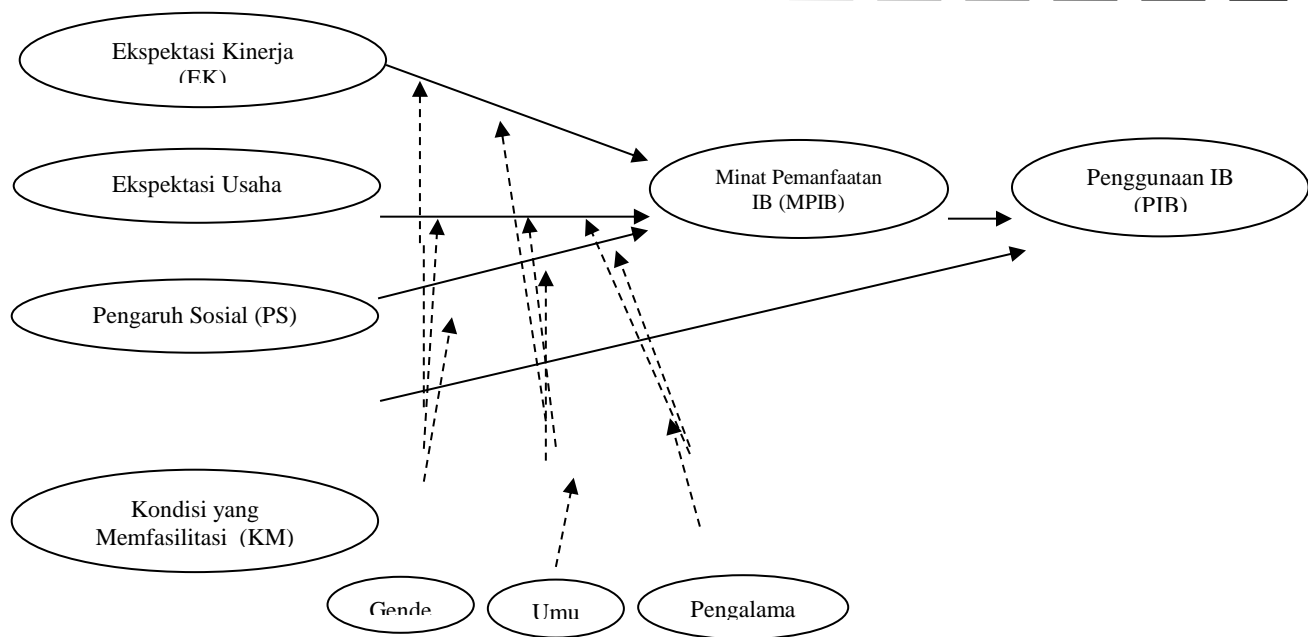 Ekspektasi Kinerja
(EK)
Ekspektasi Usaha
Minat Pemanfaatan
IB (MPIB)
Penggunaan IB
(PIB)
Pengaruh Sosial (PS)
Kondisi yang
Memfasilitasi (KM)
Gende
Umu
Pengalama